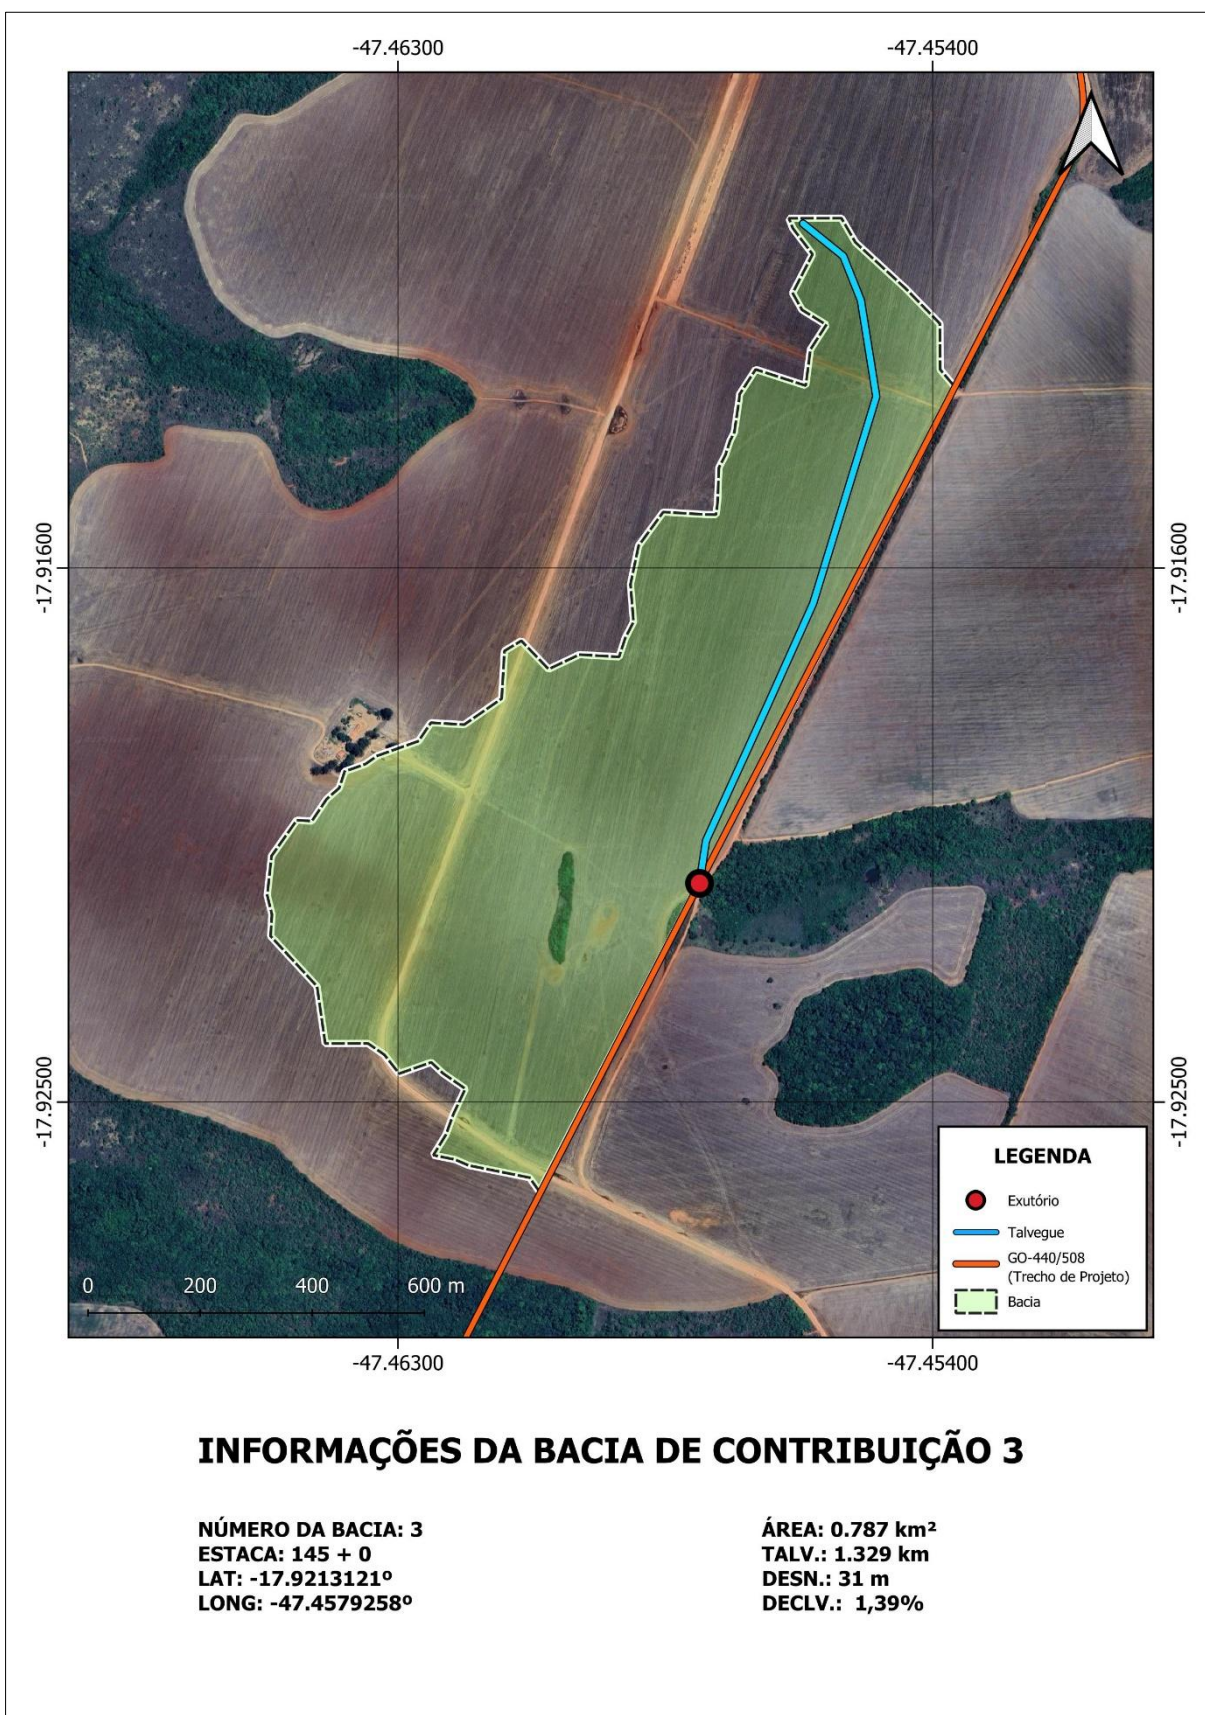 -47.46300
-47.45400
-17.91600
-17.91600
-17.92500
-17.92500
LEGENDA
Exutório
Talvegue
GO-440/508
(Trecho de Projeto)
Bacia
0 200 400 600 m
-47.46300
-47.45400
INFORMAÇÕES DA BACIA DE CONTRIBUIÇÃO 3
NÚMERO DA BACIA: 3
ESTACA: 145 + 0
LAT: -17.9213121º
LONG: -47.4579258º
ÁREA: 0.787 km²
TALV.: 1.329 km
DESN.: 31 m
DECLV.: 1,39%